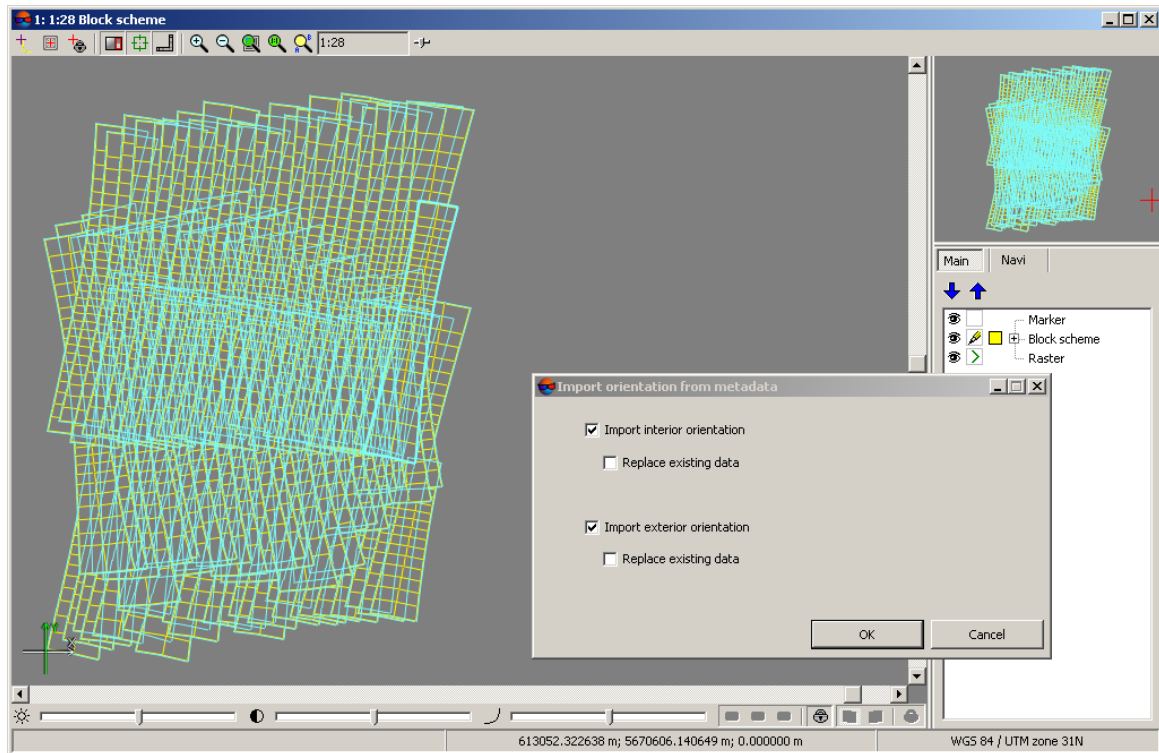 1: 1:28 Block scheme
1:28
Main
Navi
Marker
Block scheme
Raster
Import orientation from metadata
Import interior orientation
Replace existing data
Import exterior orientation
Replace existing data
OK
Cancel
613052.322638 m; 5670606.140649 m; 0.000000 m
WGS 84 / UTM zone 31N